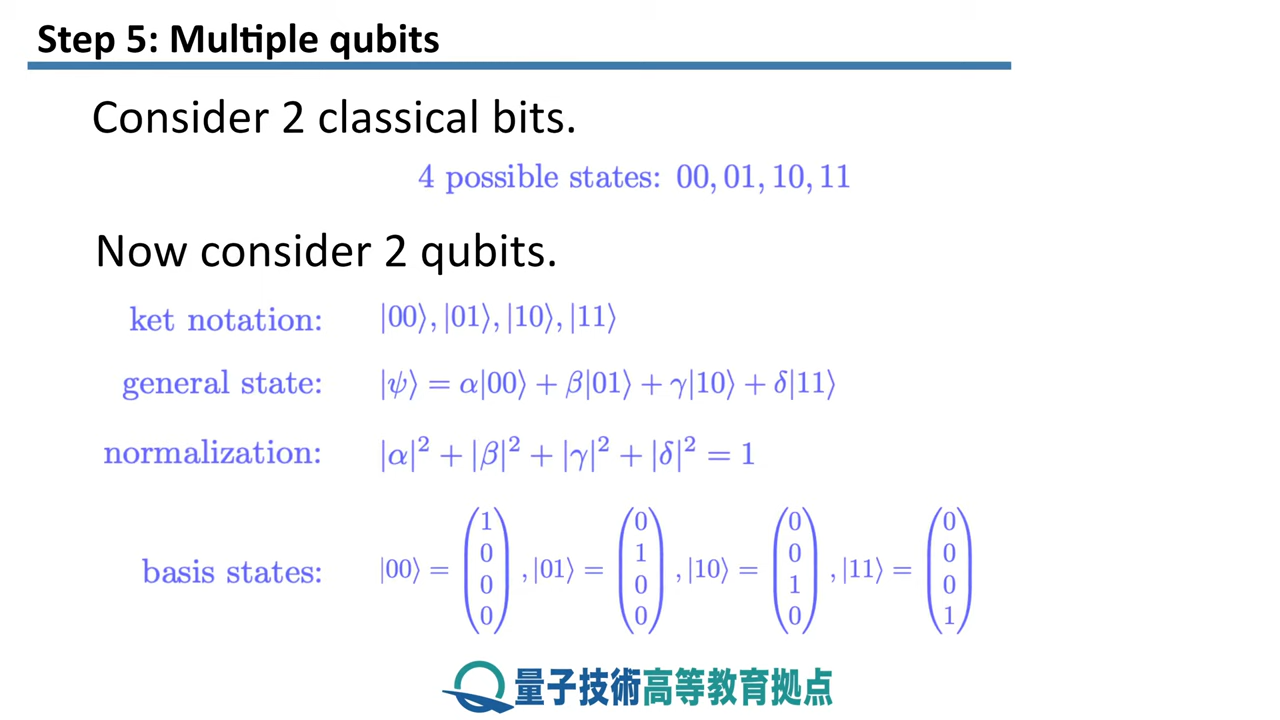 Step 5: Multiple qubits
Consider 2 classical bits.
4 possible states: 00, 01, 10, 11
Now consider 2 qubits.
ket notation: |00⟩, |01⟩, |10⟩, |11⟩
general state: |ψ⟩ = α|00⟩ + β|01⟩ + γ|10⟩ + δ|11⟩
normalization: |α|² + |β|² + |γ|² + |δ|² = 1
basis states: |00⟩ = (1 0 0 0), |01⟩ = (0 1 0 0), |10⟩ = (0 0 1 0), |11⟩ = (0 0 0 1)
量子技術高等教育拠点